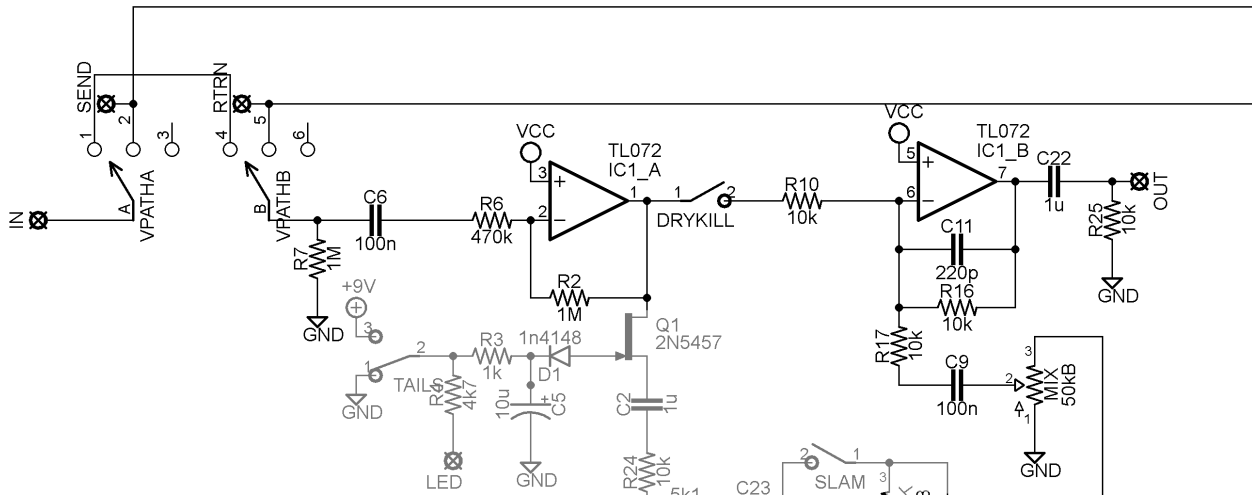 SEND
RTRN
1
2
3
4
5
6
IN
A
VPATHA
B
VPATHB
C6
100n
R7
1M
GND
R6
470k
VCC
3
+
2
-
1
TL072
IC1_A
R2
1M
1
2
DRYKILL
R10
10k
VCC
5
+
6
-
7
TL072
IC1_B
C22
1u
OUT
R25
10k
GND
C11
220p
R16
10k
R17
10k
C9
100n
3
2
1
MIX
50kB
GND
+9V
3
1
2
TAILS
GND
R3
1k
R4
4k7
LED
1n4148
D1
10u
+
C5
GND
Q1
2N5457
C2
1u
R24
10k
5k1
C23
2
1
SLAM
3